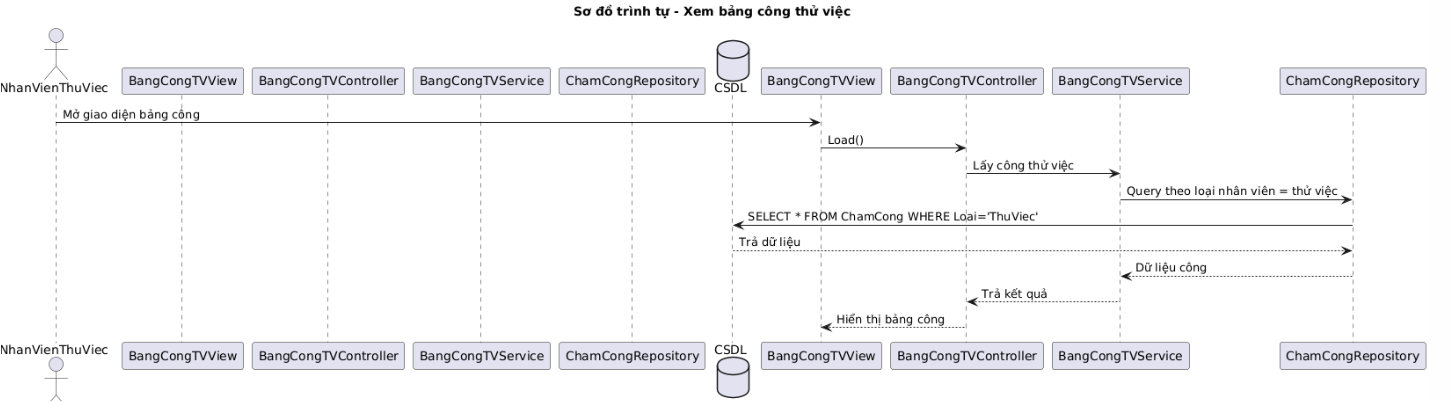 Sơ đồ trình tự - Xem bảng công thử việc
NhanVienThuViec
BangCongTVView
BangCongTVController
BangCongTVService
ChamCongRepository
CSDL
BangCongTVView
BangCongTVController
BangCongTVService
ChamCongRepository
Mở giao diện bảng công
Load()
Lấy công thử việc
Query theo loại nhân viên = thử việc
SELECT * FROM ChamCong WHERE Loai='ThuViec'
Trả dữ liệu
Dữ liệu công
Trả kết quả
Hiển thị bảng công
NhanVienThuViec
BangCongTVView
BangCongTVController
BangCongTVService
ChamCongRepository
CSDL
BangCongTVView
BangCongTVController
BangCongTVService
ChamCongRepository